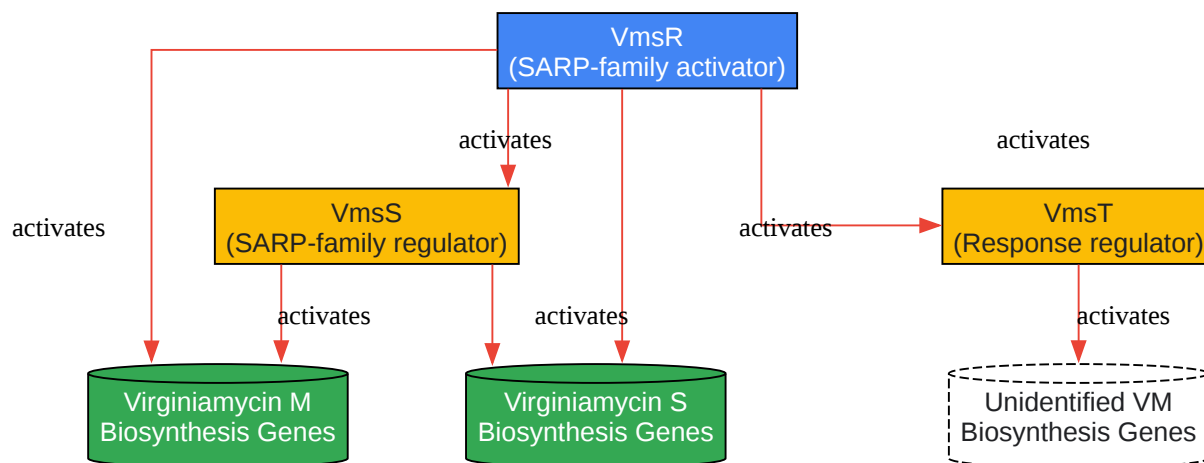 VmsR
(SARP-family activator)
activates
activates
VmsS
(SARP-family regulator)
VmsT
(Response regulator)
activates
activates
activates
activates
activates
Virginiamycin M
Biosynthesis Genes
Virginiamycin S
Biosynthesis Genes
Unidentified VM
Biosynthesis Genes